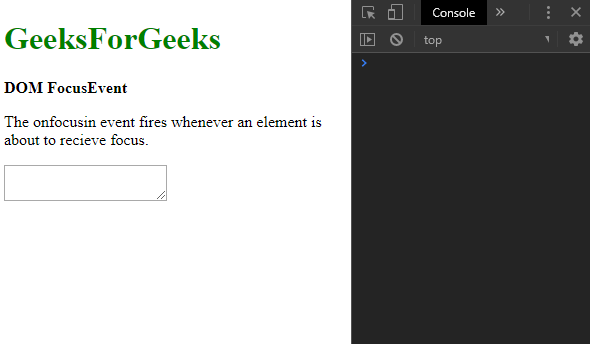 GeeksForGeeks
DOM FocusEvent
The onfocusin event fires whenever an element is
about to recieve focus.
Console
top